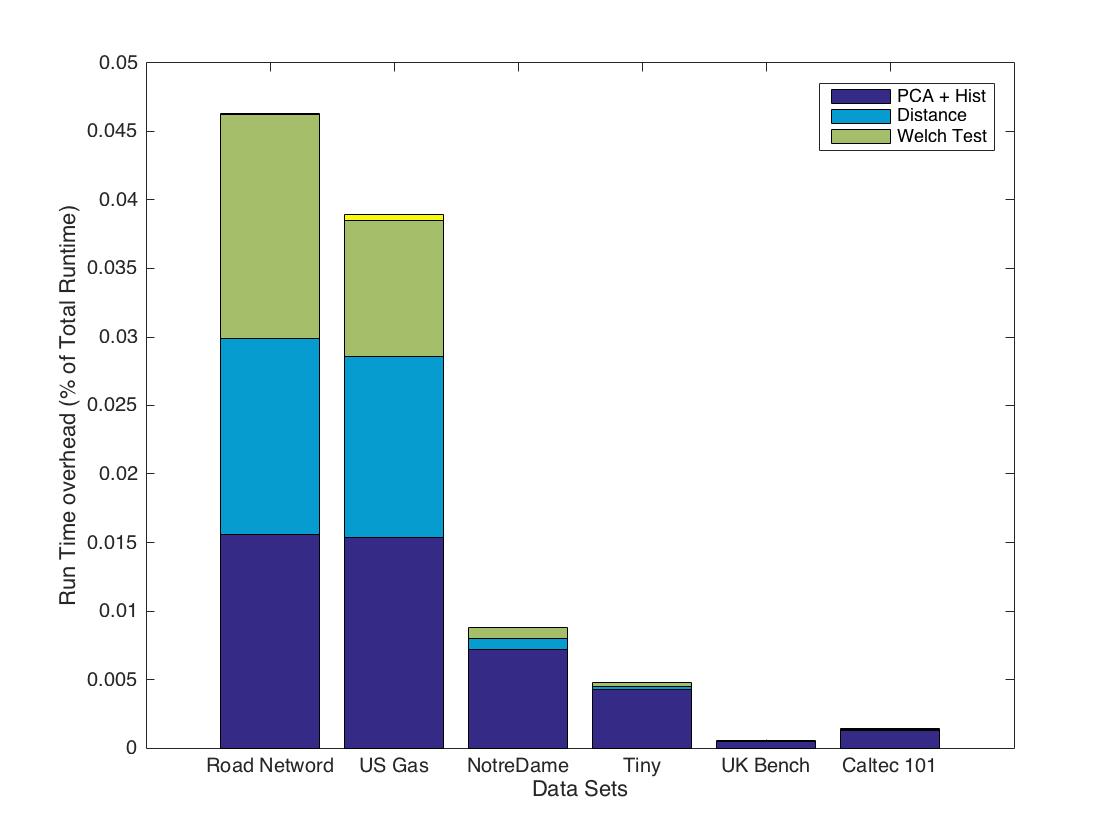 0.05
0.045
0.04
0.035
0.03
0.025
0.02
0.015
0.01
0.005
0
Run Time overhead (% of Total Runtime)
PCA + Hist
Distance
Welch Test
Road Netword US Gas NotreDame Tiny UK Bench Caltec 101
Data Sets